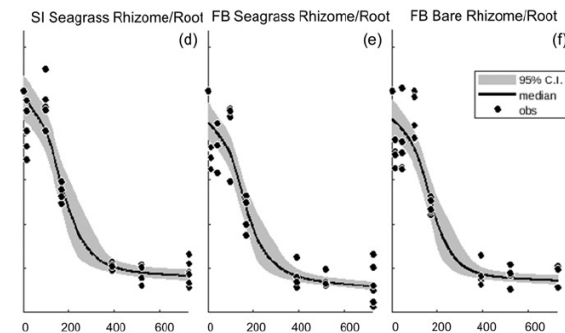 SI Seagrass Rhizome/Root
FB Seagrass Rhizome/Root
FB Bare Rhizome/Root
(d)
(e)
(f)
95% C.I.
median
obs
0 200 400 600
0 200 400 600
0 200 400 600